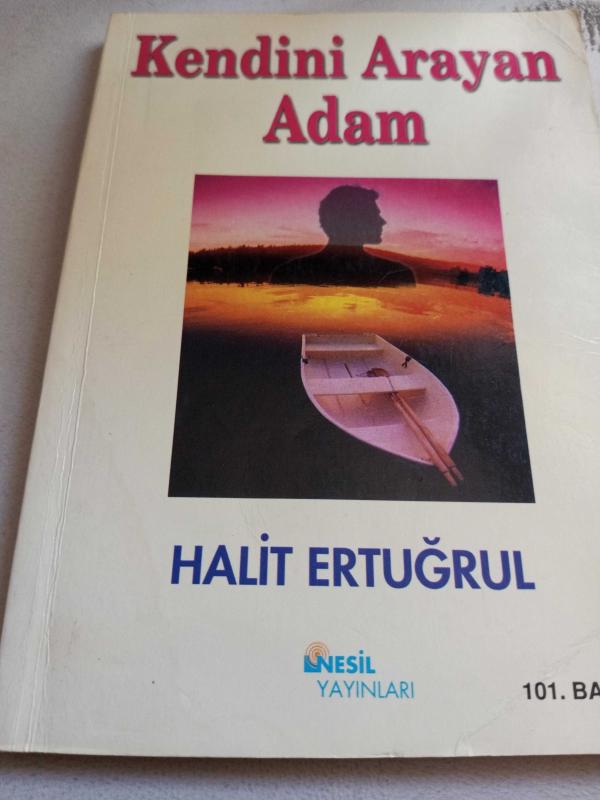 Kendini Arayan
Adam
HALİT ERTUĞRUL
NESİL
YAYINLARI
101. BA